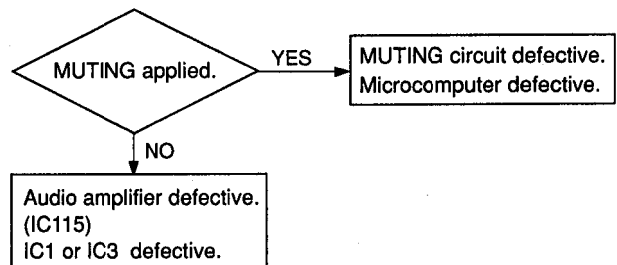 MUTING applied.
YES
MUTING circuit defective.
Microcomputer defective.
NO
Audio amplifier defective.
(IC115)
IC1 or IC3 defective.